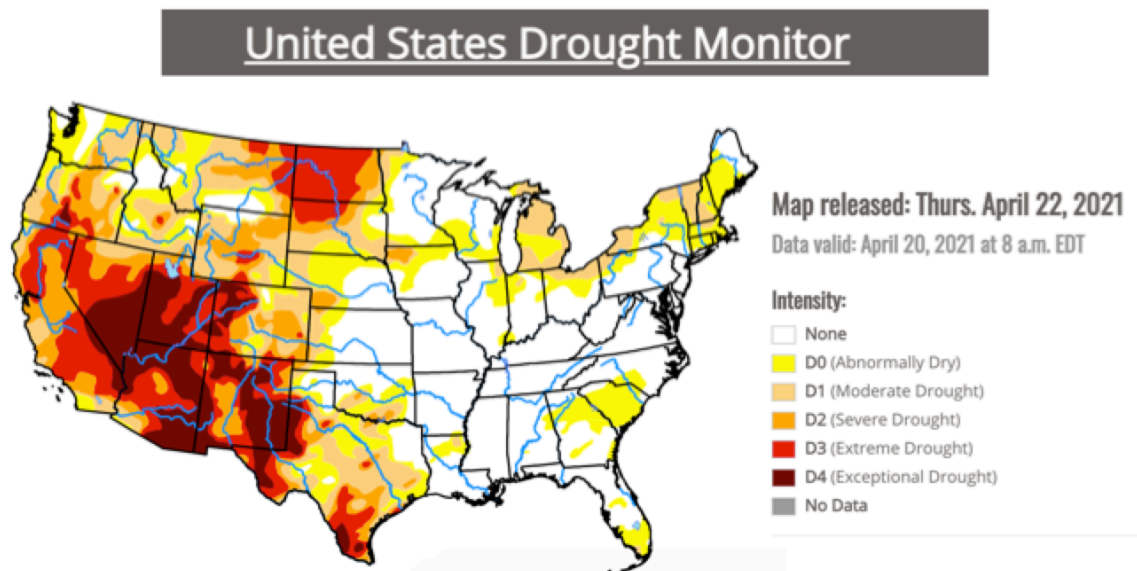 United States Drought Monitor
Map released: Thurs. April 22, 2021
Data valid: April 20, 2021 at 8 a.m. EDT
Intensity:
None
D0 (Abnormally Dry)
D1 (Moderate Drought)
D2 (Severe Drought)
D3 (Extreme Drought)
D4 (Exceptional Drought)
No Data